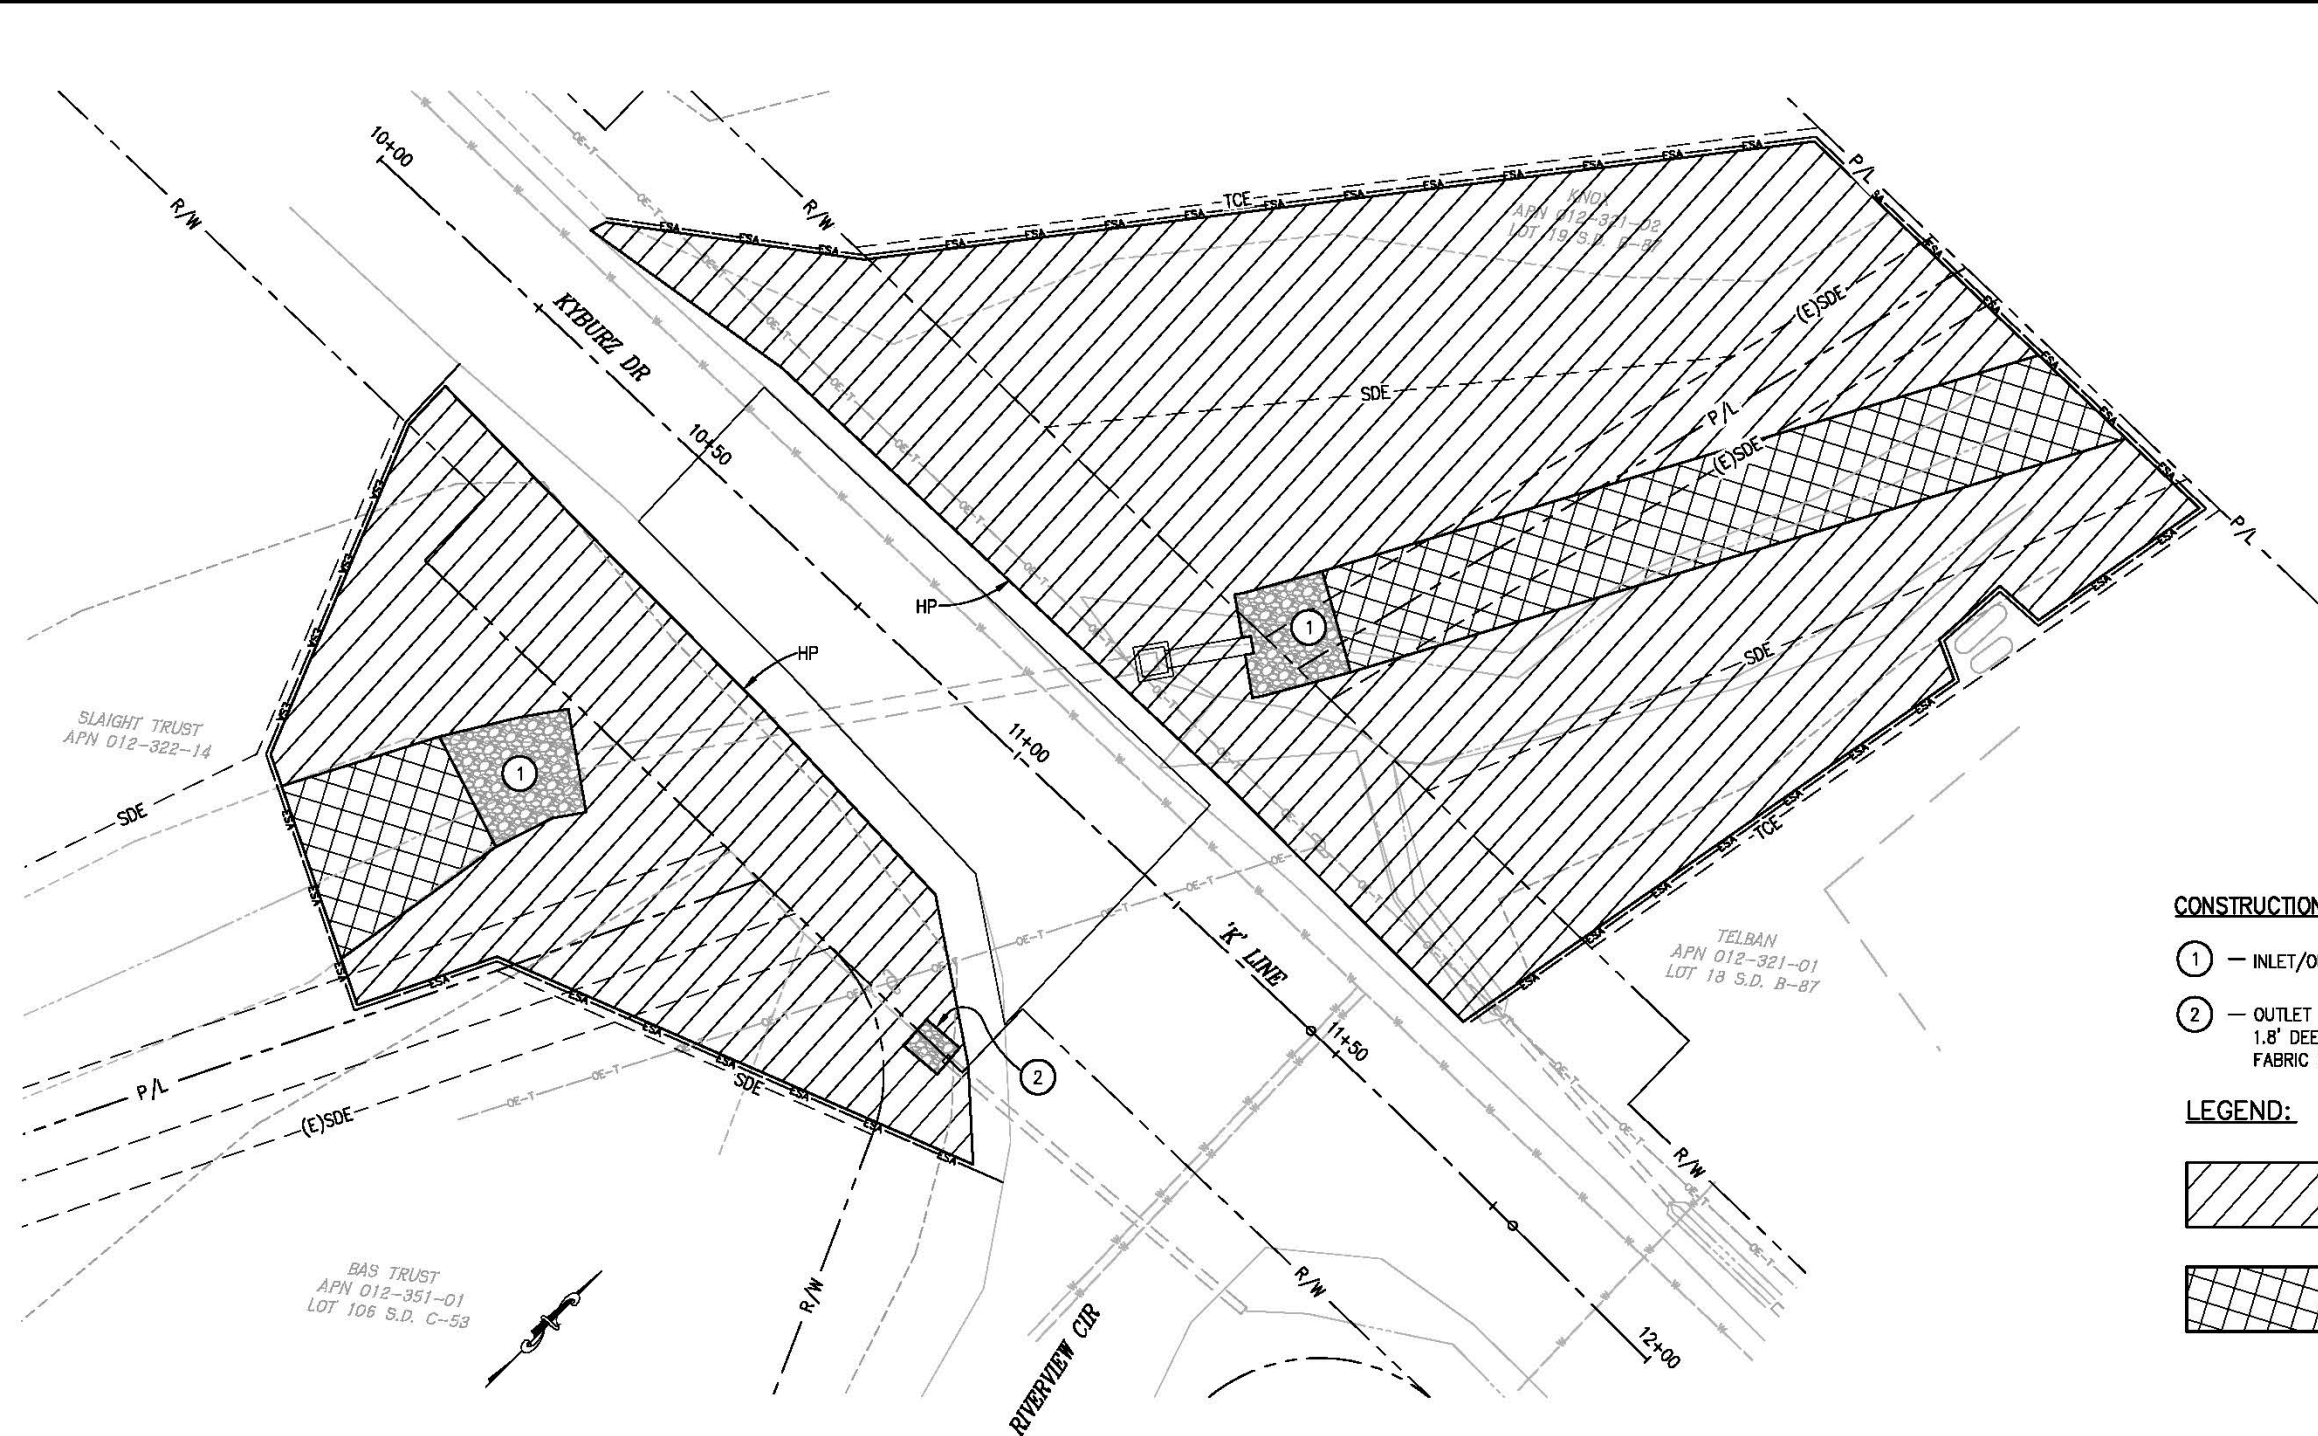 10+00
R/W
R/W
TCE
P/L
KNOX
APN 012-321-02
LOT 19 S.D. B-87
(E)SDE
KYBURZ DR
SDE
P/L
10+50
(E)SDE
P/L
HP
1
HP
SDE
SLAIGHT TRUST
APN 012-322-14
11+00
1
SDE
TCE
'K' LINE
TELBAN
APN 012-321-01
LOT 18 S.D. B-87
CONSTRUCTION
1 – INLET/O
2 – OUTLET
1.8' DEE
FABRIC
11+50
2
P/L
SDE
(E)SDE
LEGEND:
R/W
BAS TRUST
APN 012-351-01
LOT 106 S.D. C-53
R/W
R/W
RIVERVIEW CIR
12+00